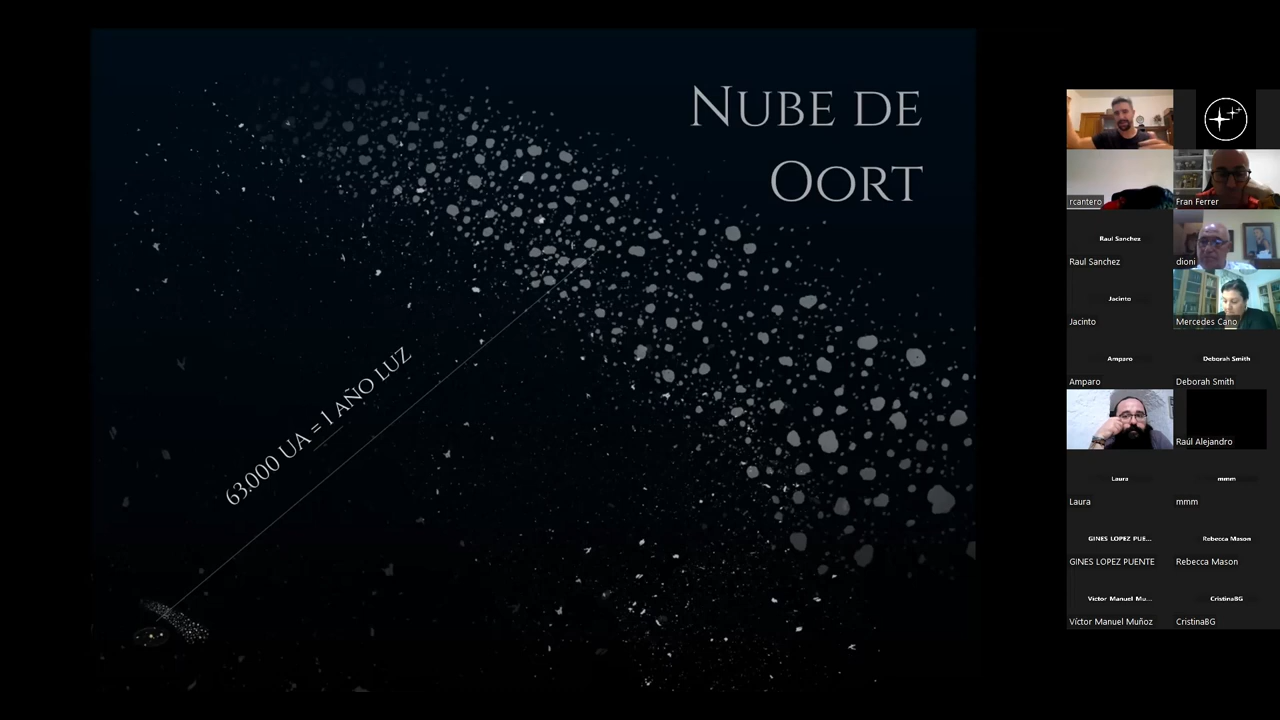 NUBE DE
OORT
63.000 UA = 1 AÑO LUZ
rcantero
Fran Ferrer
Raul Sanchez
Raul Sanchez
dioni
Jacinto
Jacinto
Mercedes Cano
Amparo
Amparo
Deborah Smith
Deborah Smith
Raúl Alejandro
Laura
Laura
mmm
mmm
GINES LOPEZ PUE...
GINES LOPEZ PUENTE
Rebecca Mason
Rebecca Mason
Víctor Manuel Mu...
Víctor Manuel Muñoz
CristinaBG
CristinaBG